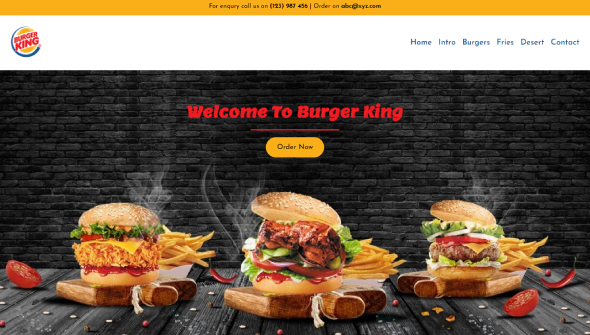 For enqury call us on (123) 987 456 | Order on abc@xyz.com
BURGER
KING
Home Intro Burgers Fries Desert Contact
Welcome To Burger King
Order Now